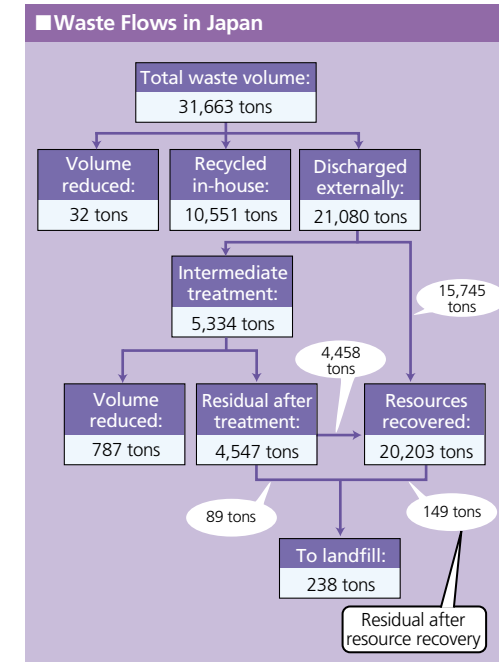 ■Waste Flows in Japan
Total waste volume:
31,663 tons
Volume
reduced:
32 tons
Recycled
in-house:
10,551 tons
Discharged
externally:
21,080 tons
Intermediate
treatment:
5,334 tons
15,745
tons
4,458
tons
Volume
reduced:
787 tons
Residual after
treatment:
4,547 tons
Resources
recovered:
20,203 tons
89 tons
149 tons
To landfill:
238 tons
Residual after
resource recovery